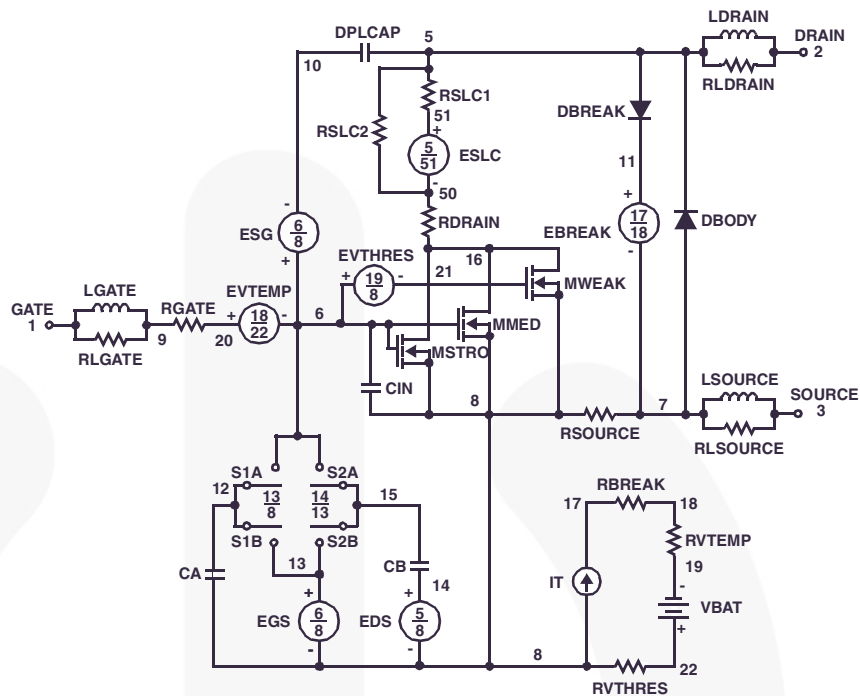 LDRAIN
DPLCAP 5 DRAIN
10 2
RLDRAIN
RSLC1
51
DBREAK
RSLC2
+
5
51
ESLC
11
-
50
-
+
17
18
DBODY
ESG
6
8
RDRAIN
EBREAK
+
EVTHRES
16
-
+
19
8
-
21
MWEAK
LGATE
EVTEMP
GATE
1
RGATE
+
18
22
-
6
MMED
9
20
MSTRO
RLGATE
LSOURCE
CIN
8
7
SOURCE
3
RSOURCE
RLSOURCE
S1A
S2A
12
13
8
14
13
15
RBREAK
17
18
S1B
S2B
RVTEMP
13
CB
19
CA
14
IT
-
+
+
VBAT
EGS
6
8
EDS
5
8
+
-
-
8
22
RVTHRES